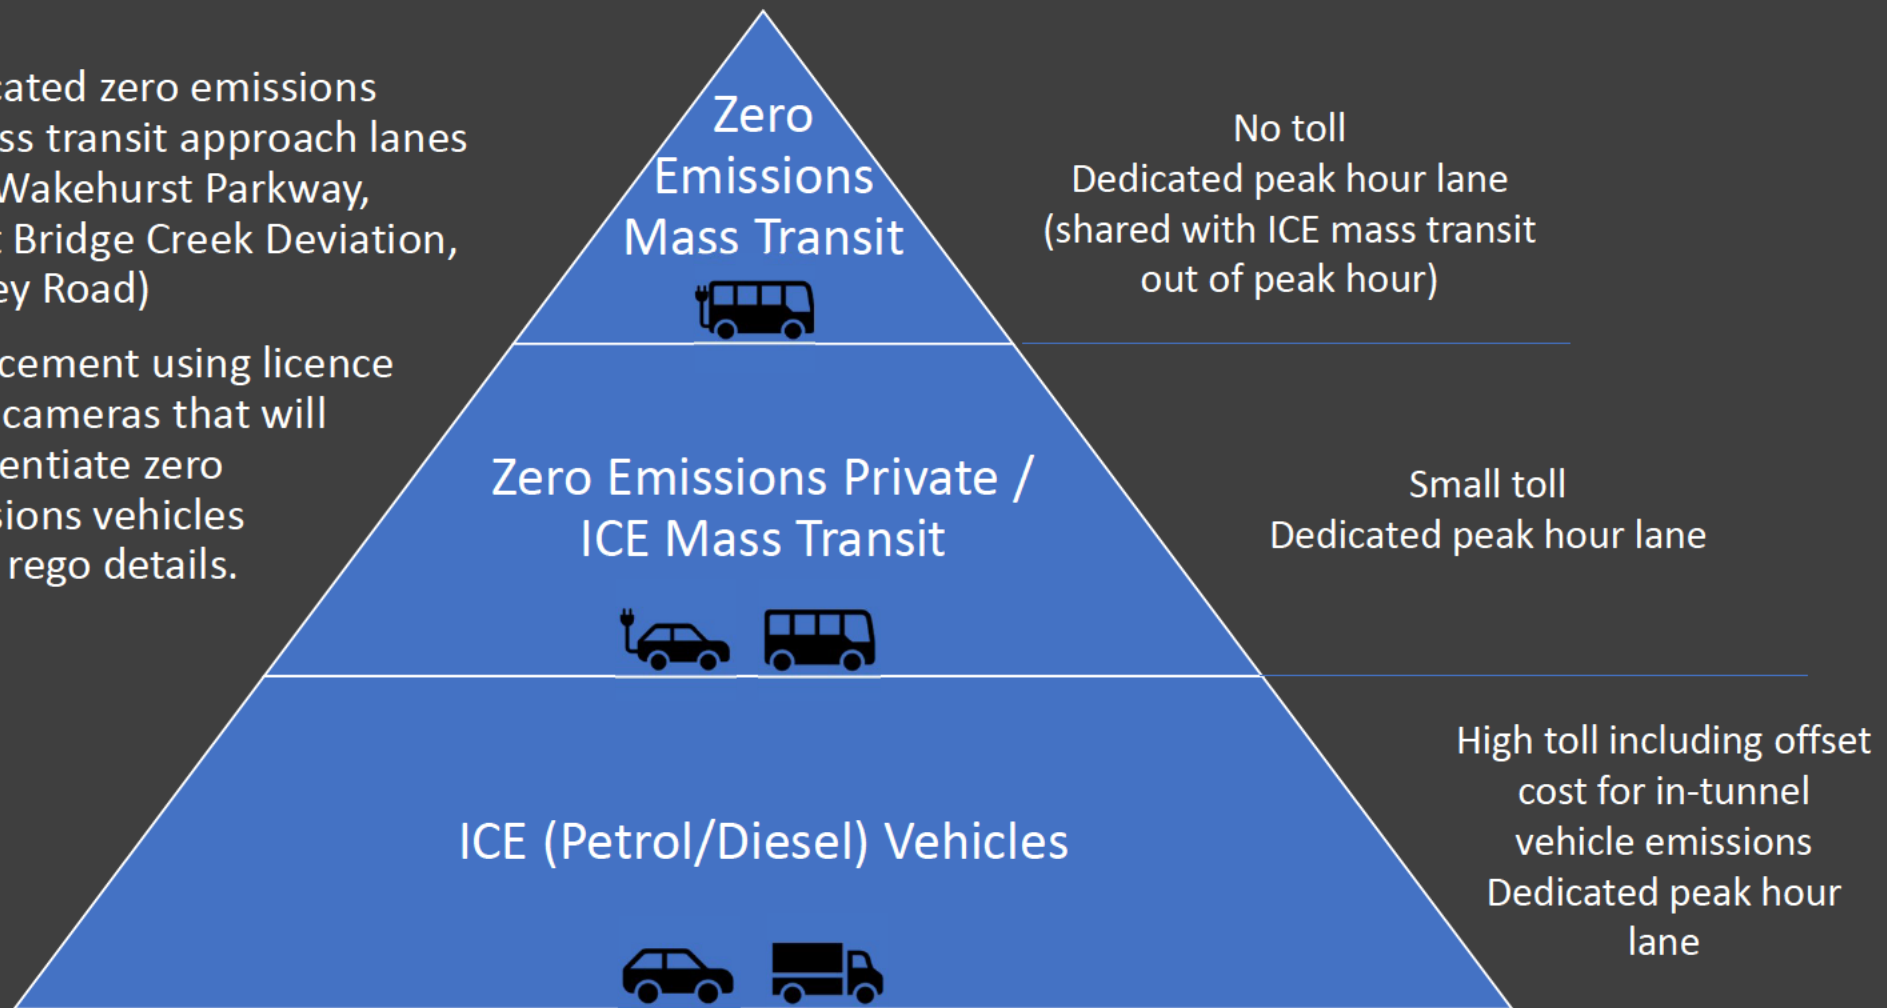 cated zero emissions
ss transit approach lanes
Wakehurst Parkway,
t Bridge Creek Deviation,
ey Road)
cement using licence
cameras that will
entiate zero
sions vehicles
rego details.
Zero
Emissions
Mass Transit
No toll
Dedicated peak hour lane
(shared with ICE mass transit
out of peak hour)
Zero Emissions Private /
ICE Mass Transit
Small toll
Dedicated peak hour lane
ICE (Petrol/Diesel) Vehicles
High toll including offset
cost for in-tunnel
vehicle emissions
Dedicated peak hour
lane